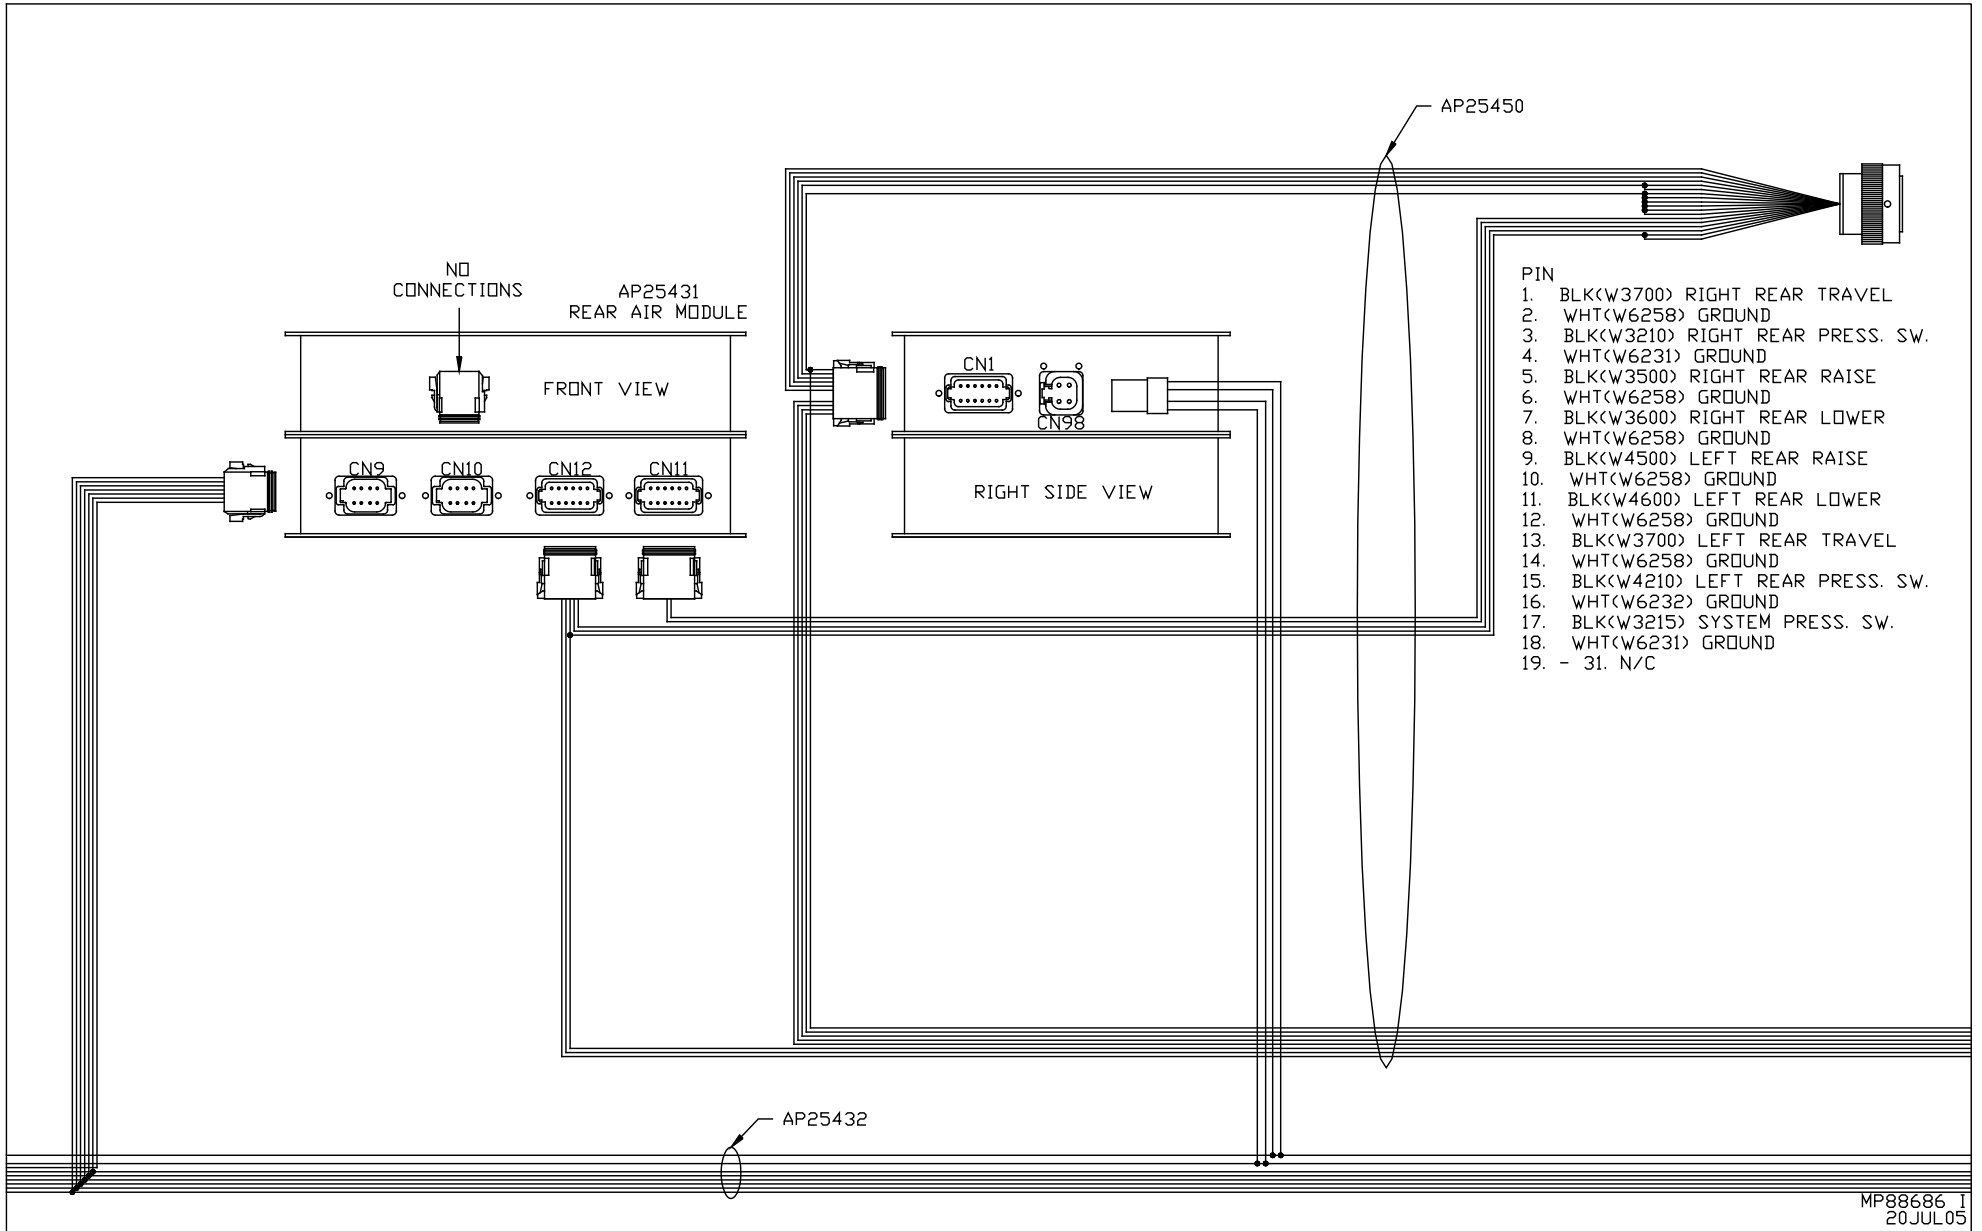 AP25450
NO
CONNECTIONS
AP25431
REAR AIR MODULE
FRONT VIEW
CN9
CN10
CN12
CN11
CN1
CN98
RIGHT SIDE VIEW
PIN
1. BLK(W3700) RIGHT REAR TRAVEL
2. WHT(W6258) GROUND
3. BLK(W3210) RIGHT REAR PRESS. SW.
4. WHT(W6231) GROUND
5. BLK(W3500) RIGHT REAR RAISE
6. WHT(W6258) GROUND
7. BLK(W3600) RIGHT REAR LOWER
8. WHT(W6258) GROUND
9. BLK(W4500) LEFT REAR RAISE
10. WHT(W6258) GROUND
11. BLK(W4600) LEFT REAR LOWER
12. WHT(W6258) GROUND
13. BLK(W3700) LEFT REAR TRAVEL
14. WHT(W6258) GROUND
15. BLK(W4210) LEFT REAR PRESS. SW.
16. WHT(W6232) GROUND
17. BLK(W3215) SYSTEM PRESS. SW.
18. WHT(W6231) GROUND
19. - 31. N/C
AP25432
MP88686 I
20JUL05